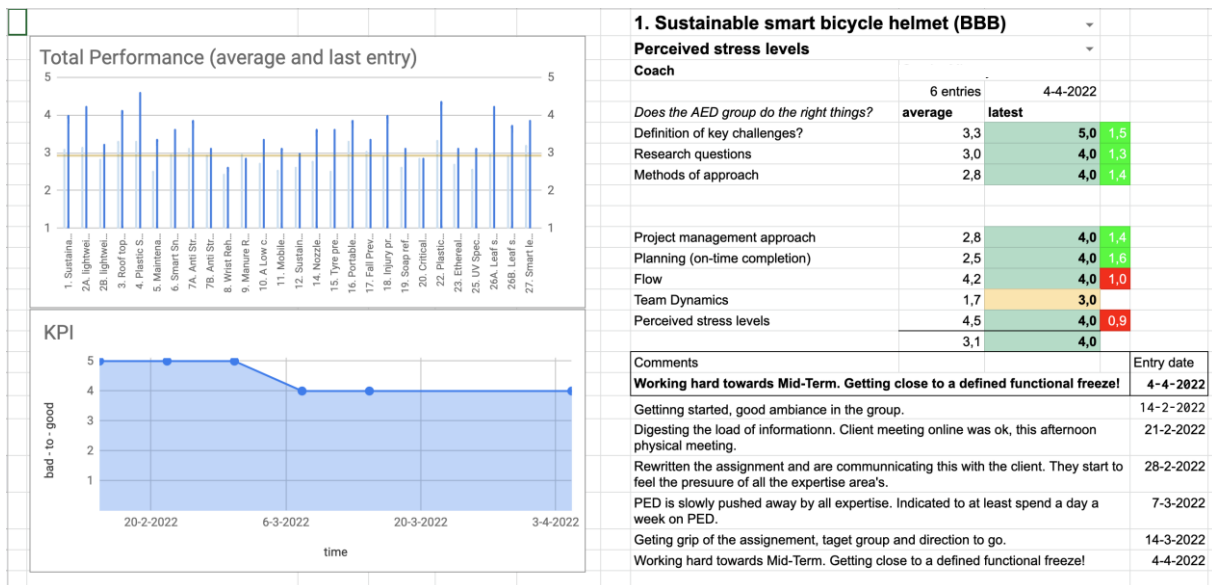 Total Performance (average and last entry)
5 5
4 4
3 3
2 2
1 1
1. Sustaina...
2A. lightwei...
2B. lightwei...
3. Roof top...
4. Plastic S...
5. Maintena...
6. Smart Sn...
7A. Anti Str...
7B. Anti Str...
8. Wrist Reh...
9. Manure R...
10. A Low c...
11. Mobile...
12. Sustain...
14. Nozzle...
15. Tyre pre...
16. Portable...
17. Fall Prev...
18. Injury pr...
19. Soap ref...
20. Critical...
22. Plastic...
23. Ethereal...
25. UV Spec...
26A. Leaf s...
26B. Leaf s...
27. Smart le...
KPI
bad - to - good
5
4
3
2
1
20-2-2022 6-3-2022 20-3-2022 3-4-2022
time
1. Sustainable smart bicycle helmet (BBB)
Perceived stress levels
Coach
6 entries 4-4-2022
Does the AED group do the right things? average latest
Definition of key challenges? 3,3 5,0 1,5
Research questions 3,0 4,0 1,3
Methods of approach 2,8 4,0 1,4
Project management approach 2,8 4,0 1,4
Planning (on-time completion) 2,5 4,0 1,6
Flow 4,2 4,0 1,0
Team Dynamics 1,7 3,0
Perceived stress levels 4,5 4,0 0,9
3,1 4,0
Comments Entry date
Working hard towards Mid-Term. Getting close to a defined functional freeze! 4-4-2022
Gettinng started, good ambiance in the group. 14-2-2022
Digesting the load of informationn. Client meeting online was ok, this afternoon 21-2-2022
physical meeting.
Rewritten the assignment and are communnicating this with the client. They start to 28-2-2022
feel the presuure of all the expertise area's.
PED is slowly pushed away by all expertise. Indicated to at least spend a day a 7-3-2022
week on PED.
Geting grip of the assignement, taget group and direction to go. 14-3-2022
Working hard towards Mid-Term. Getting close to a defined functional freeze! 4-4-2022